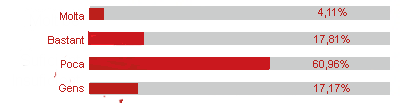 Molta 4,11%
Bastant 17,81%
Poca 60,96%
Gens 17,17%